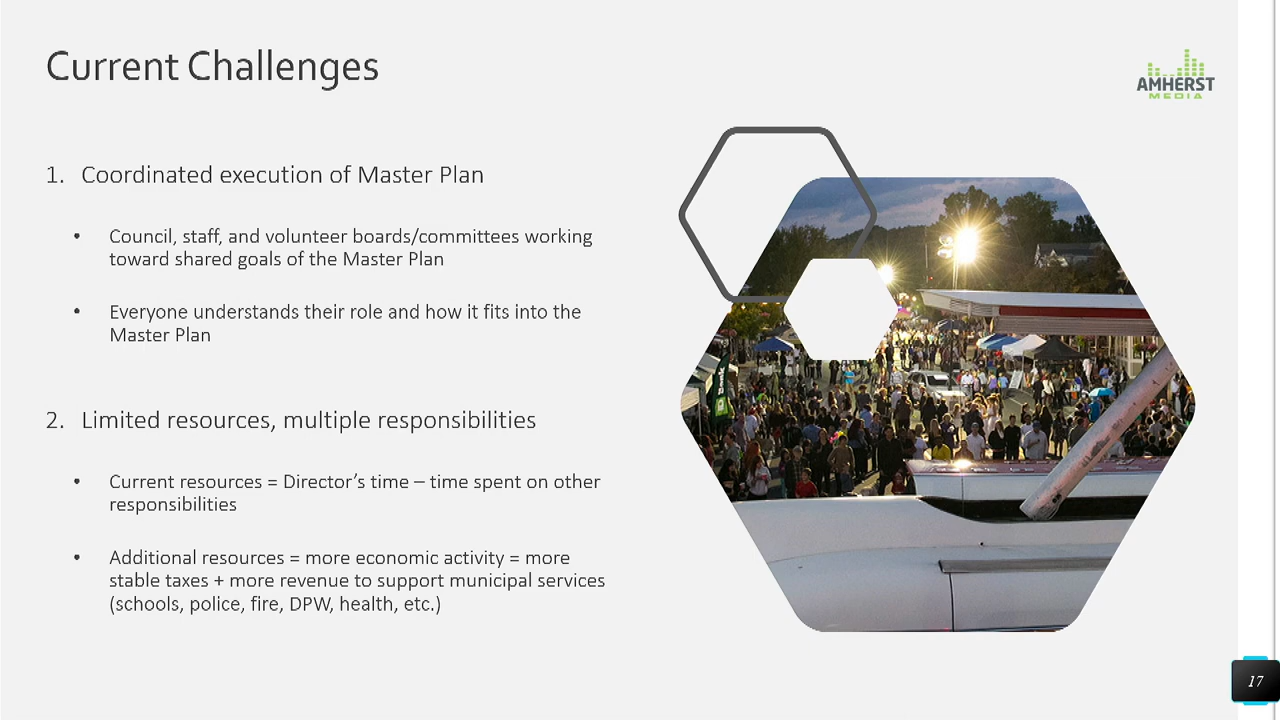 Current Challenges
AMHERST
MEDIA
1. Coordinated execution of Master Plan
• Council, staff, and volunteer boards/committees working
toward shared goals of the Master Plan
• Everyone understands their role and how it fits into the
Master Plan
2. Limited resources, multiple responsibilities
• Current resources = Director’s time – time spent on other
responsibilities
• Additional resources = more economic activity = more
stable taxes + more revenue to support municipal services
(schools, police, fire, DPW, health, etc.)
Bank
17